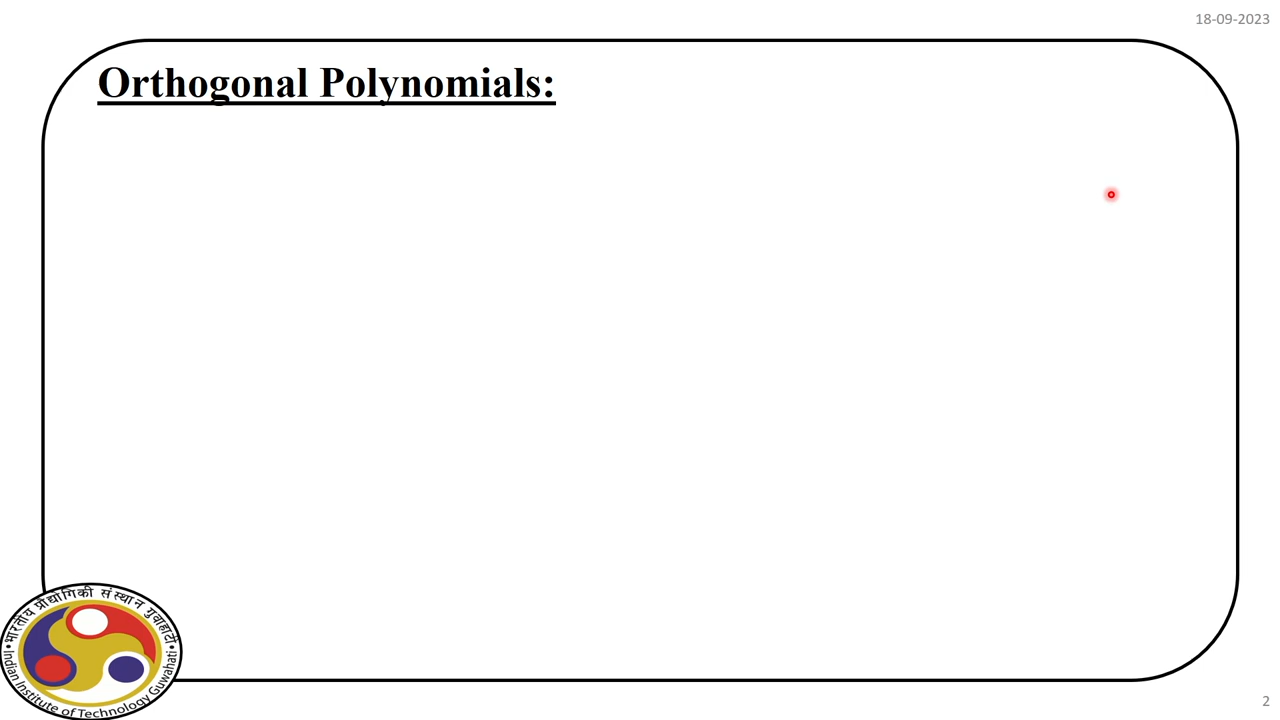 18-09-2023
Orthogonal Polynomials:
भारतीय प्रौद्योगिकी संस्थान गुवाहाटी
Indian Institute of Technology Guwahati
2